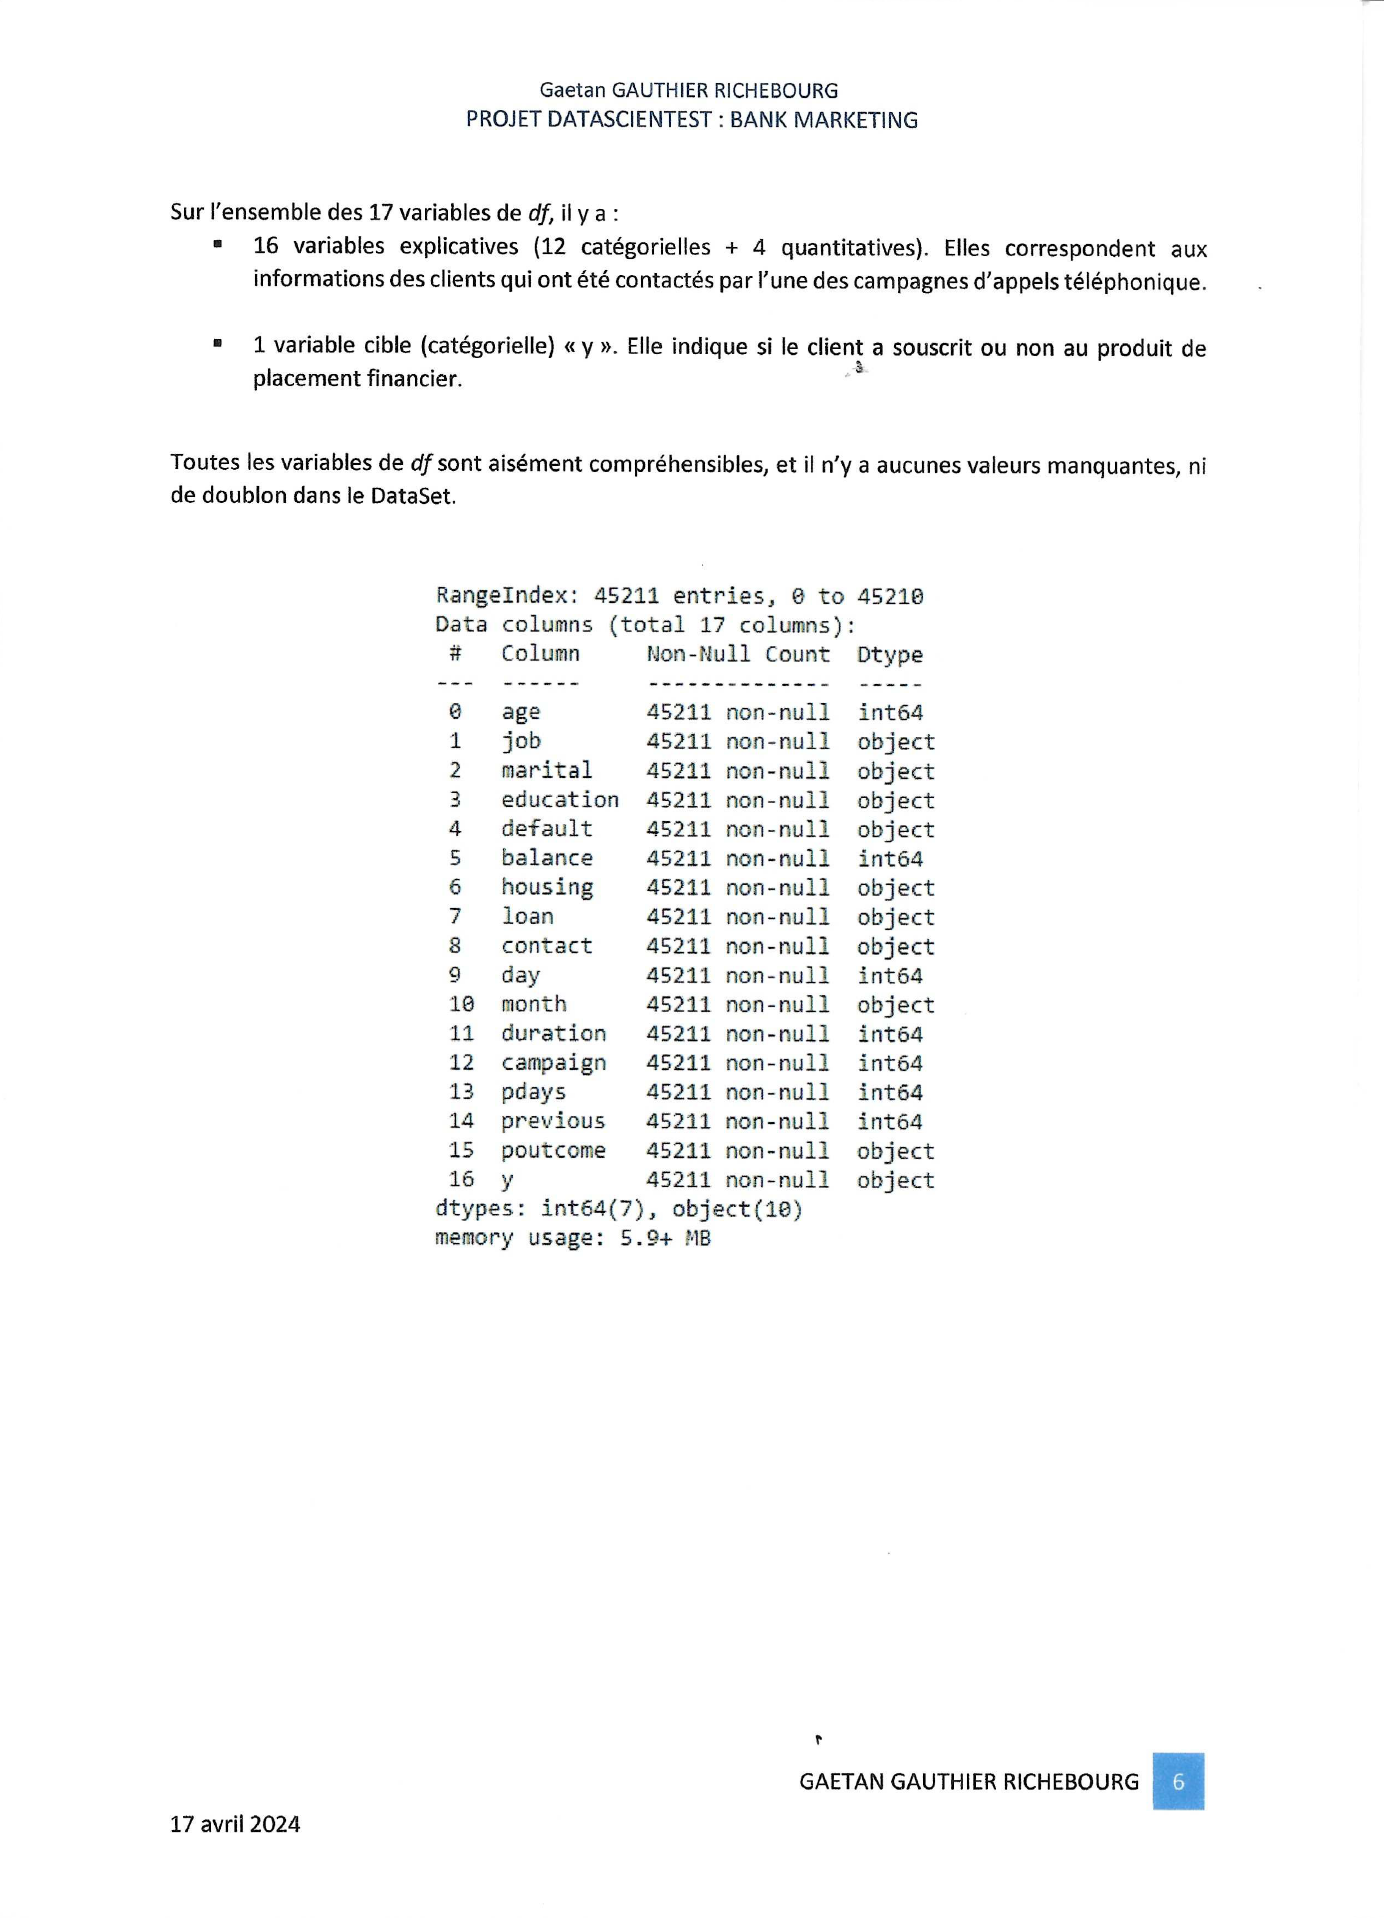 Gaetan GAUTHIER RICHEBOURG
PROJET DATASCIENTEST : BANK MARKETING
Sur l'ensemble des 17 variables de df, il y a :
▪ 16 variables explicatives (12 catégorielles + 4 quantitatives). Elles correspondent aux
informations des clients qui ont été contactés par l'une des campagnes d'appels téléphonique.
▪ 1 variable cible (catégorielle) « y ». Elle indique si le client a souscrit ou non au produit de
placement financier.
Toutes les variables de df sont aisément compréhensibles, et il n'y a aucunes valeurs manquantes, ni
de doublon dans le DataSet.
RangeIndex: 45211 entries, 0 to 45210
Data columns (total 17 columns):
# Column Non-Null Count Dtype
--- ------ -------------- -----
0 age 45211 non-null int64
1 job 45211 non-null object
2 marital 45211 non-null object
3 education 45211 non-null object
4 default 45211 non-null object
5 balance 45211 non-null int64
6 housing 45211 non-null object
7 loan 45211 non-null object
8 contact 45211 non-null object
9 day 45211 non-null int64
10 month 45211 non-null object
11 duration 45211 non-null int64
12 campaign 45211 non-null int64
13 pdays 45211 non-null int64
14 previous 45211 non-null int64
15 poutcome 45211 non-null object
16 y 45211 non-null object
dtypes: int64(7), object(10)
memory usage: 5.9+ MB
GAETAN GAUTHIER RICHEBOURG 6
17 avril 2024